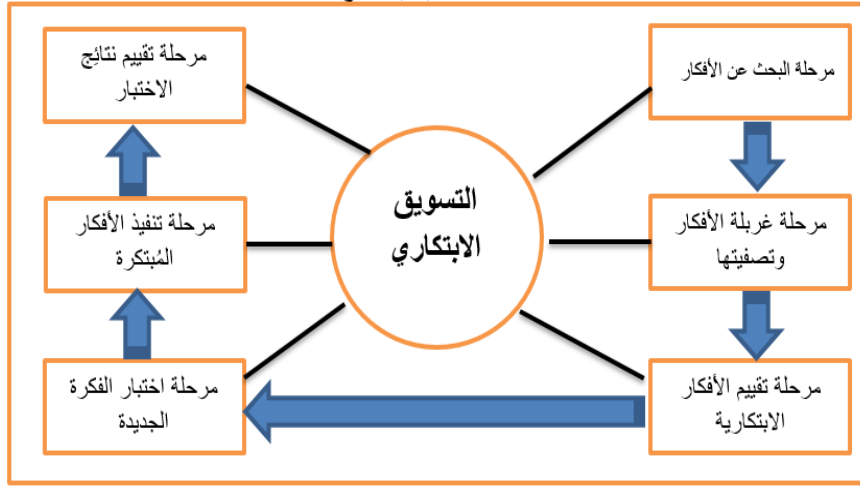 مرحلة البحث عن الأفكار
مرحلة غربلة الأفكار
وتصفيتها
مرحلة تقييم الأفكار
الابتكارية
التسويق
الابتكاري
مرحلة اختبار الفكرة
الجديدة
مرحلة تنفيذ الأفكار
المُبتكرة
مرحلة تقييم نتائج
الاختبار